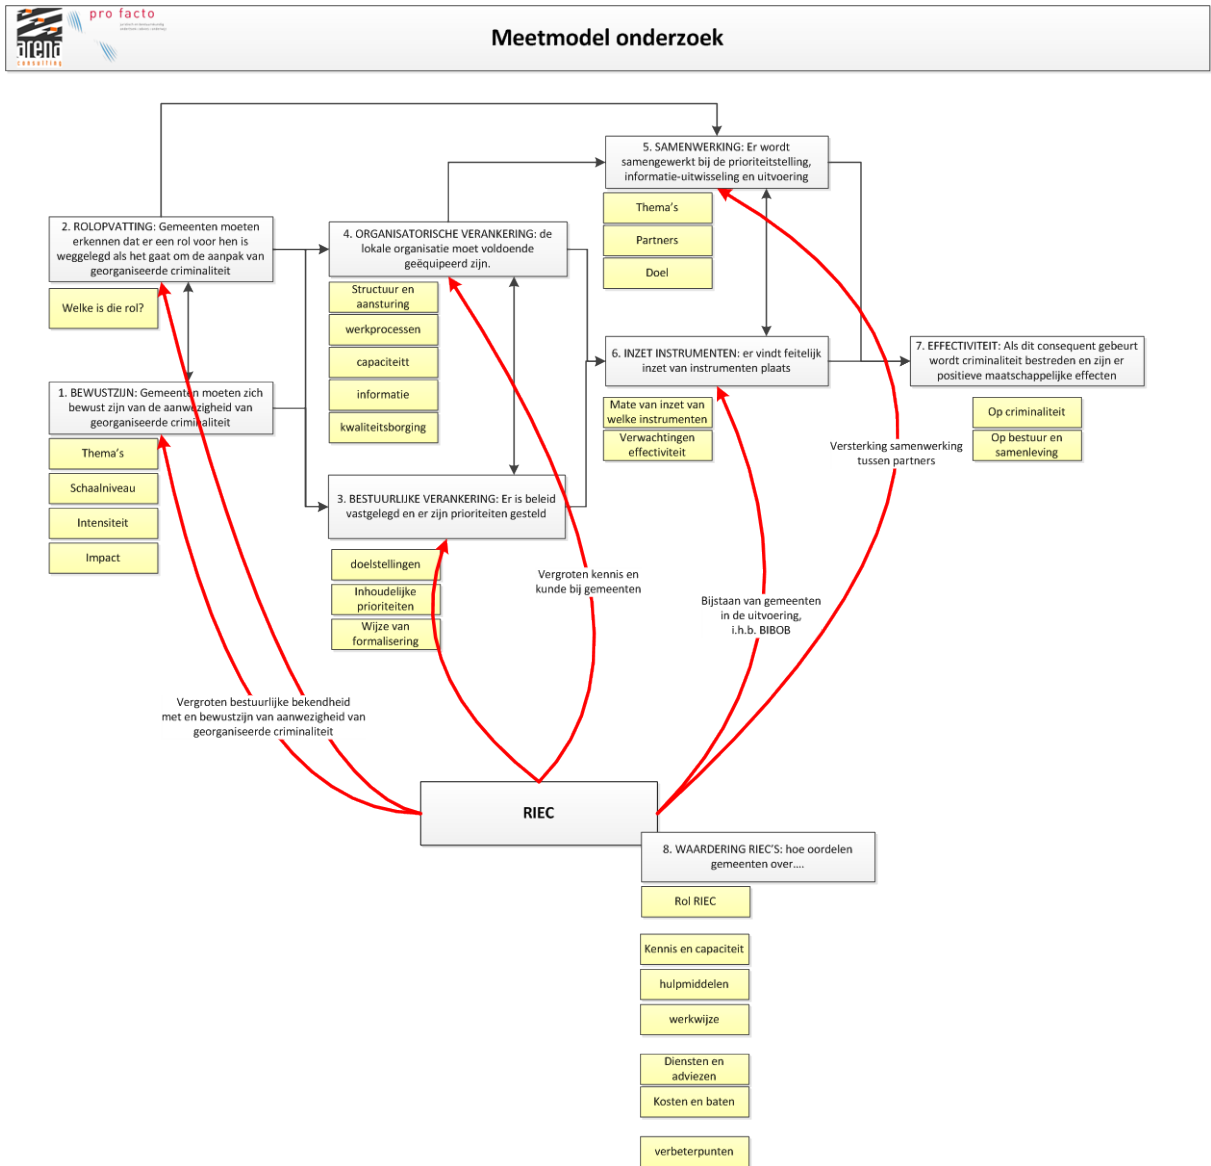 arena
consulting
pro facto
Meetmodel onderzoek
5. SAMENWERKING: Er wordt
samengewerkt bij de prioriteitstelling,
informatie-uitwisseling en uitvoering
Thema's
Partners
Doel
2. ROLOPVATTING: Gemeenten moeten
erkennen dat er een rol voor hen is
weggelegd als het gaat om de aanpak van
georganiseerde criminaliteit
Welke is die rol?
4. ORGANISATORISCHE VERANKERING: de
lokale organisatie moet voldoende
geëquipeerd zijn.
Structuur en
aansturing
werkprocessen
capaciteitt
informatie
kwaliteitsborging
6. INZET INSTRUMENTEN: er vindt feitelijk
inzet van instrumenten plaats
Mate van inzet van
welke instrumenten
Verwachtingen
effectiviteit
7. EFFECTIVITEIT: Als dit consequent gebeurt
wordt criminaliteit bestreden en zijn er
positieve maatschappelijke effecten
Op criminaliteit
Op bestuur en
samenleving
1. BEWUSTZIJN: Gemeenten moeten zich
bewust zijn van de aanwezigheid van
georganiseerde criminaliteit
Thema's
Schaalniveau
Intensiteit
Impact
3. BESTUURLIJKE VERANKERING: Er is beleid
vastgelegd en er zijn prioriteiten gesteld
doelstellingen
Inhoudelijke
prioriteiten
Wijze van
formalisering
Versterking samenwerking
tussen partners
Vergroten kennis en
kunde bij gemeenten
Bijstaan van gemeenten
in de uitvoering,
i.h.b. BIBOB
Vergroten bestuurlijke bekendheid
met en bewustzijn van aanwezigheid van
georganiseerde criminaliteit
RIEC
8. WAARDERING RIEC'S: hoe oordelen
gemeenten over....
Rol RIEC
Kennis en capaciteit
hulpmiddelen
werkwijze
Diensten en
adviezen
Kosten en baten
verbeterpunten